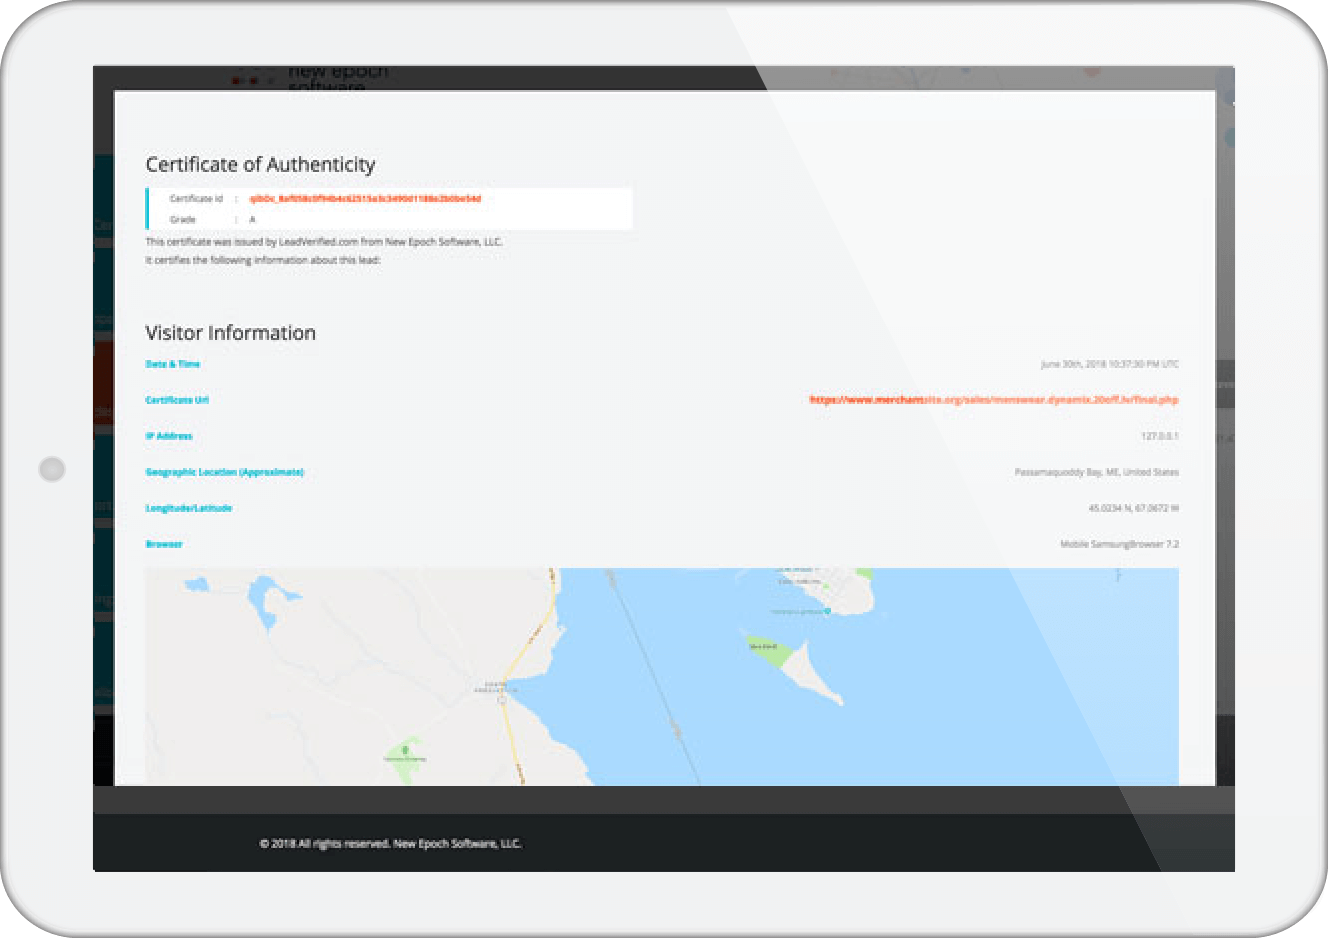 new epoch
software
Certificate of Authenticity
Certificate Id :
Grade : A
This certificate was issued by LeadVerified.com from New Epoch Software, LLC.
It certifies the following information about this lead:
Visitor Information
Date & Time June 30th, 2018 10:37:30 PM UTC
Certificate Url https://www.merchantsite.org/sales/menswear.dynamix.20off.lv/final.php
IP Address 127.0.0.1
Geographic Location (Approximate) Passamaquoddy Bay, ME, United States
Longitude/Latitude 45.0234 N, 67.0672 W
Browser Mobile SamsungBrowser 7.2
© 2018 All rights reserved. New Epoch Software, LLC.